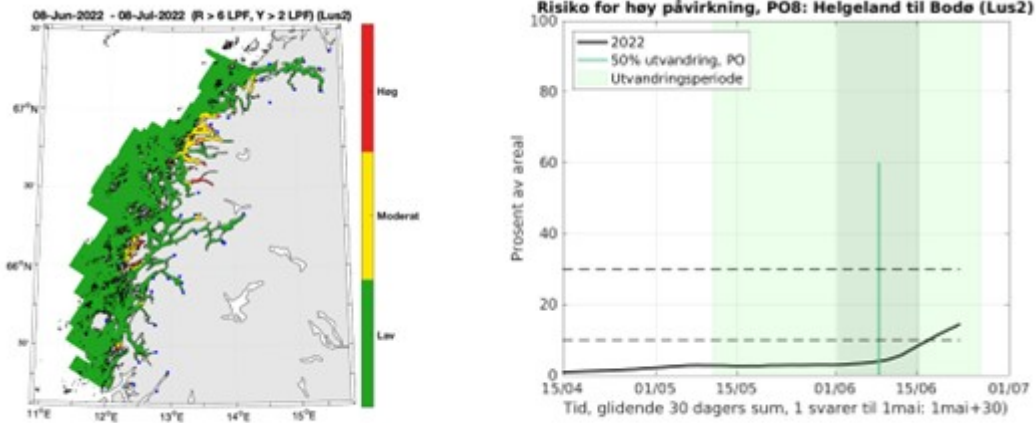 08-Jun-2022 - 08-Jul-2022 (R > 6 LPF, Y > 2 LPF) (Lus2)
30'
67°N
30'
66°N
30'
11°E
12°E
13°E
14°E
15°E
Høg
Moderat
Lav
Risiko for høy påvirkning, PO8: Helgeland til Bodø (Lus2)
2022
50% utvandring, PO
Utvandringsperiode
Prosent av areal
100
80
60
40
20
0
15/04
01/05
15/05
01/06
15/06
01/07
Tid, glidende 30 dagers sum, 1 svarer til 1mai: 1mai+30)